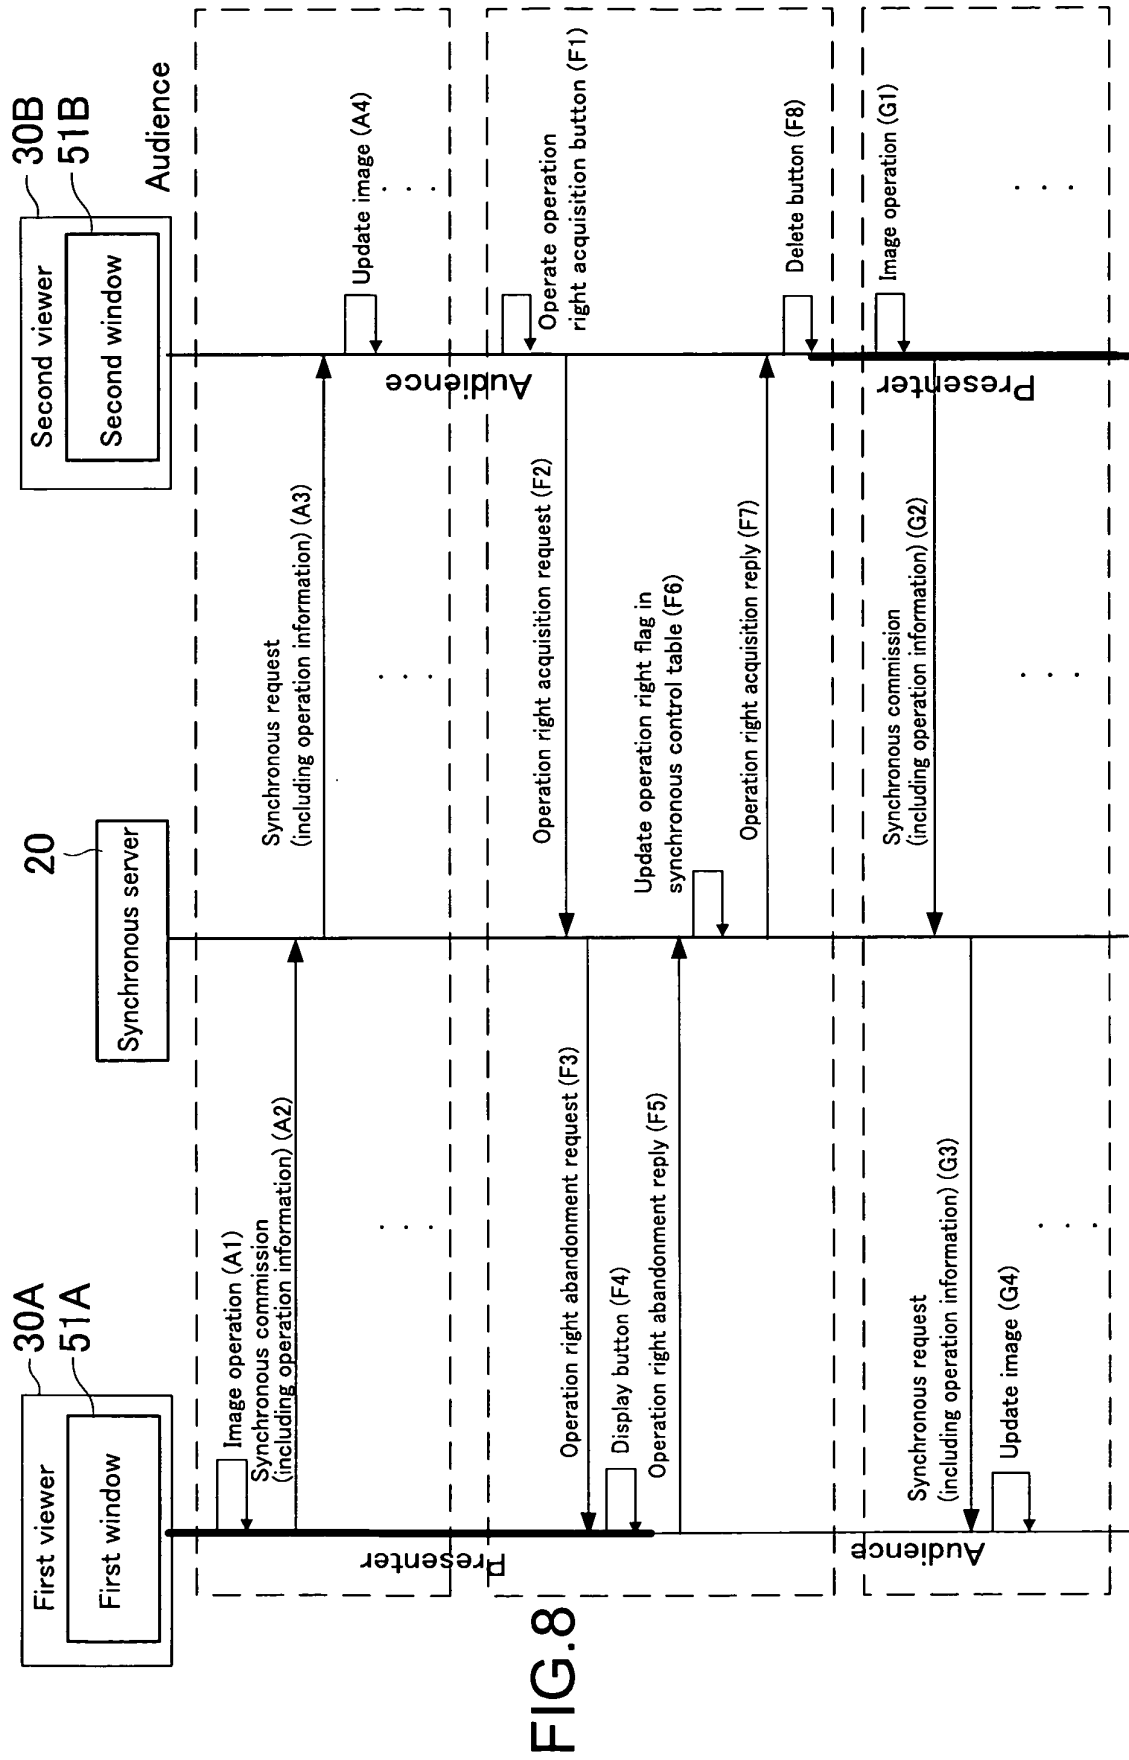 First viewer
30A
First window
51A
Synchronous server
20
Second viewer
30B
Second window
51B
Audience
Image operation (A1)
Synchronous commission
(including operation information) (A2)
Synchronous request
(including operation information) (A3)
Update image (A4)
. . .
. . .
. . .
Presenter
Audience
Operate operation
right acquisition button (F1)
Operation right acquisition request (F2)
Operation right abandonment request (F3)
Display button (F4)
Operation right abandonment reply (F5)
Update operation right flag in
synchronous control table (F6)
Operation right acquisition reply (F7)
Delete button (F8)
Audience
Presenter
Image operation (G1)
Synchronous commission
(including operation information) (G2)
Synchronous request
(including operation information) (G3)
Update image (G4)
. . .
. . .
. . .
FIG.8